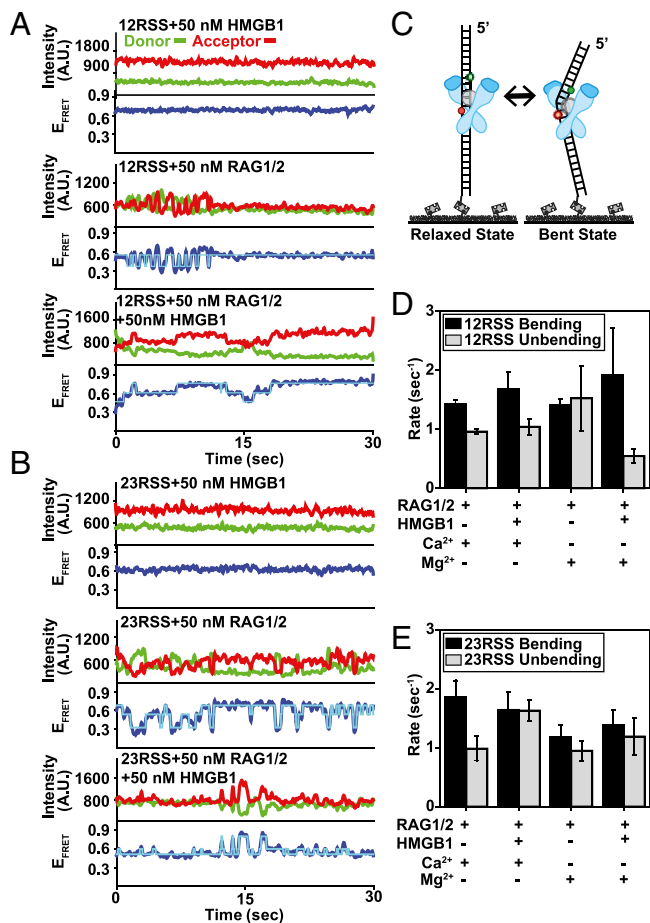 A
12RSS+50 nM HMGB1
Donor Acceptor
Intensity (A.U.)
1800
900
EFRET
0.9
0.6
0.3
12RSS+50 nM RAG1/2
Intensity (A.U.)
1200
600
EFRET
0.9
0.6
0.3
12RSS+50 nM RAG1/2
+50nM HMGB1
Intensity (A.U.)
1600
800
EFRET
0.9
0.6
0.3
0 15 30
Time (sec)
B
23RSS+50 nM HMGB1
Intensity (A.U.)
1200
600
EFRET
0.9
0.6
0.3
23RSS+50 nM RAG1/2
Intensity (A.U.)
1200
600
EFRET
0.9
0.6
0.3
23RSS+50 nM RAG1/2
+50 nM HMGB1
Intensity (A.U.)
1600
800
EFRET
0.9
0.6
0.3
0 15 30
Time (sec)
C
5’ 5’
Relaxed State Bent State
D
12RSS Bending
12RSS Unbending
Rate (sec⁻¹)
3
2
1
0
RAG1/2 + + + +
HMGB1 - + - +
Ca²⁺ + + - -
Mg²⁺ - - + +
E
23RSS Bending
23RSS Unbending
Rate (sec⁻¹)
3
2
1
0
RAG1/2 + + + +
HMGB1 - + - +
Ca²⁺ + + - -
Mg²⁺ - - + +